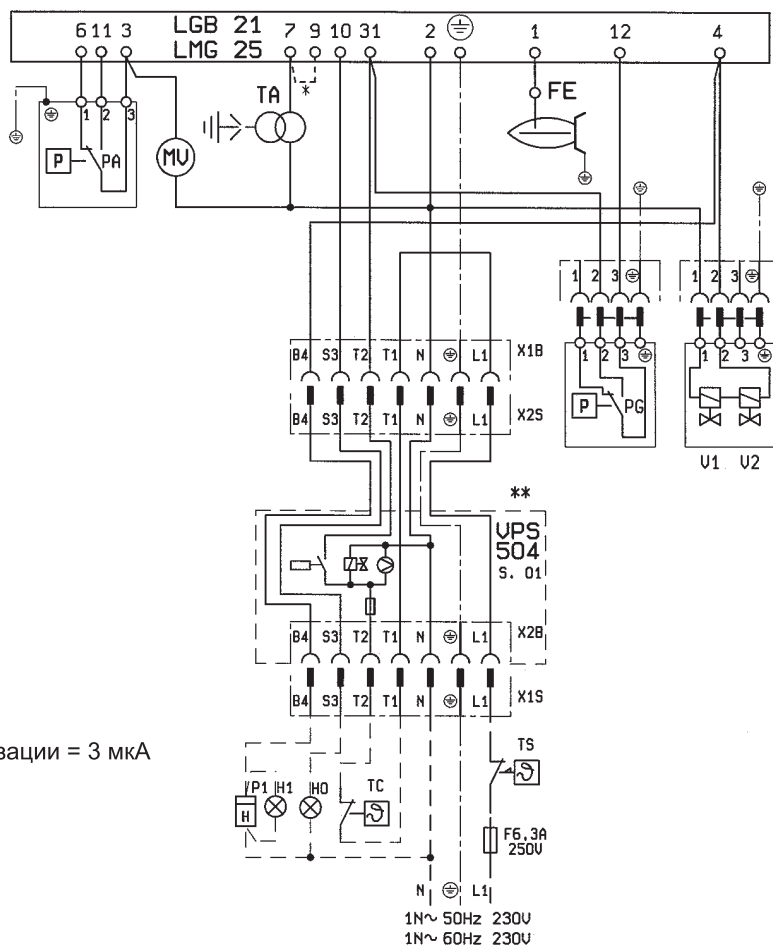 LGB 21
LMG 25
6 11 3 7 9 10 31 2 1 12 4
TA
*
FE
1 2 3
P PA
MV
1 2 3
1 2 3
B4 S3 T2 T1 N L1 X1B
1 2 3
1 2 3
P PG
B4 S3 T2 T1 N L1 X2S
V1 V2
**
VPS
504
S. 01
B4 S3 T2 T1 N L1 X2B
B4 S3 T2 T1 N L1 X1S
зации = 3 мкА
TS
P1 H1 H0 TC
H
F6,3A
250V
N L1
1N~ 50Hz 230V
1N~ 60Hz 230V